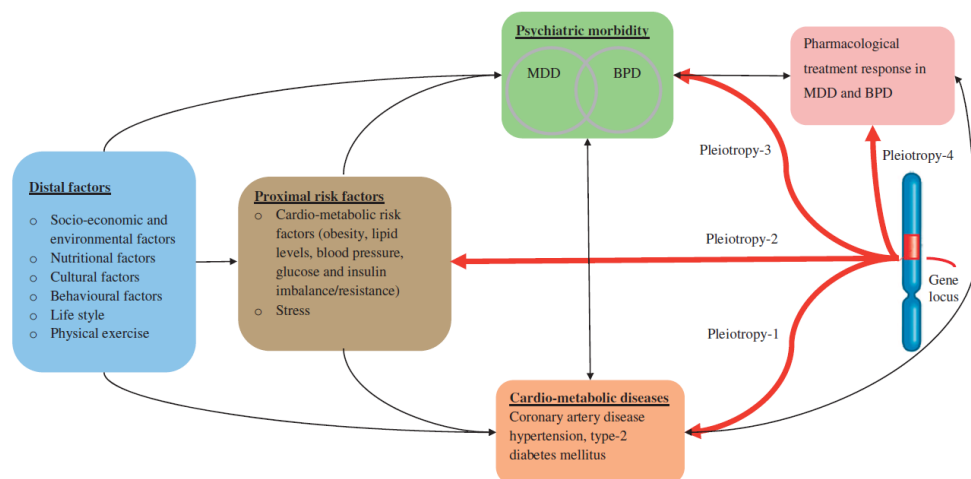 Psychiatric morbidity
MDD
BPD
Pharmacological
treatment response in
MDD and BPD
Pleiotropy-3
Pleiotropy-4
Distal factors
o Socio-economic and
environmental factors
o Nutritional factors
o Cultural factors
o Behavioural factors
o Life style
o Physical exercise
Proximal risk factors
o Cardio-metabolic risk
factors (obesity, lipid
levels, blood pressure,
glucose and insulin
imbalance/resistance)
o Stress
Pleiotropy-2
Gene
locus
Pleiotropy-1
Cardio-metabolic diseases
Coronary artery disease
hypertension, type-2
diabetes mellitus